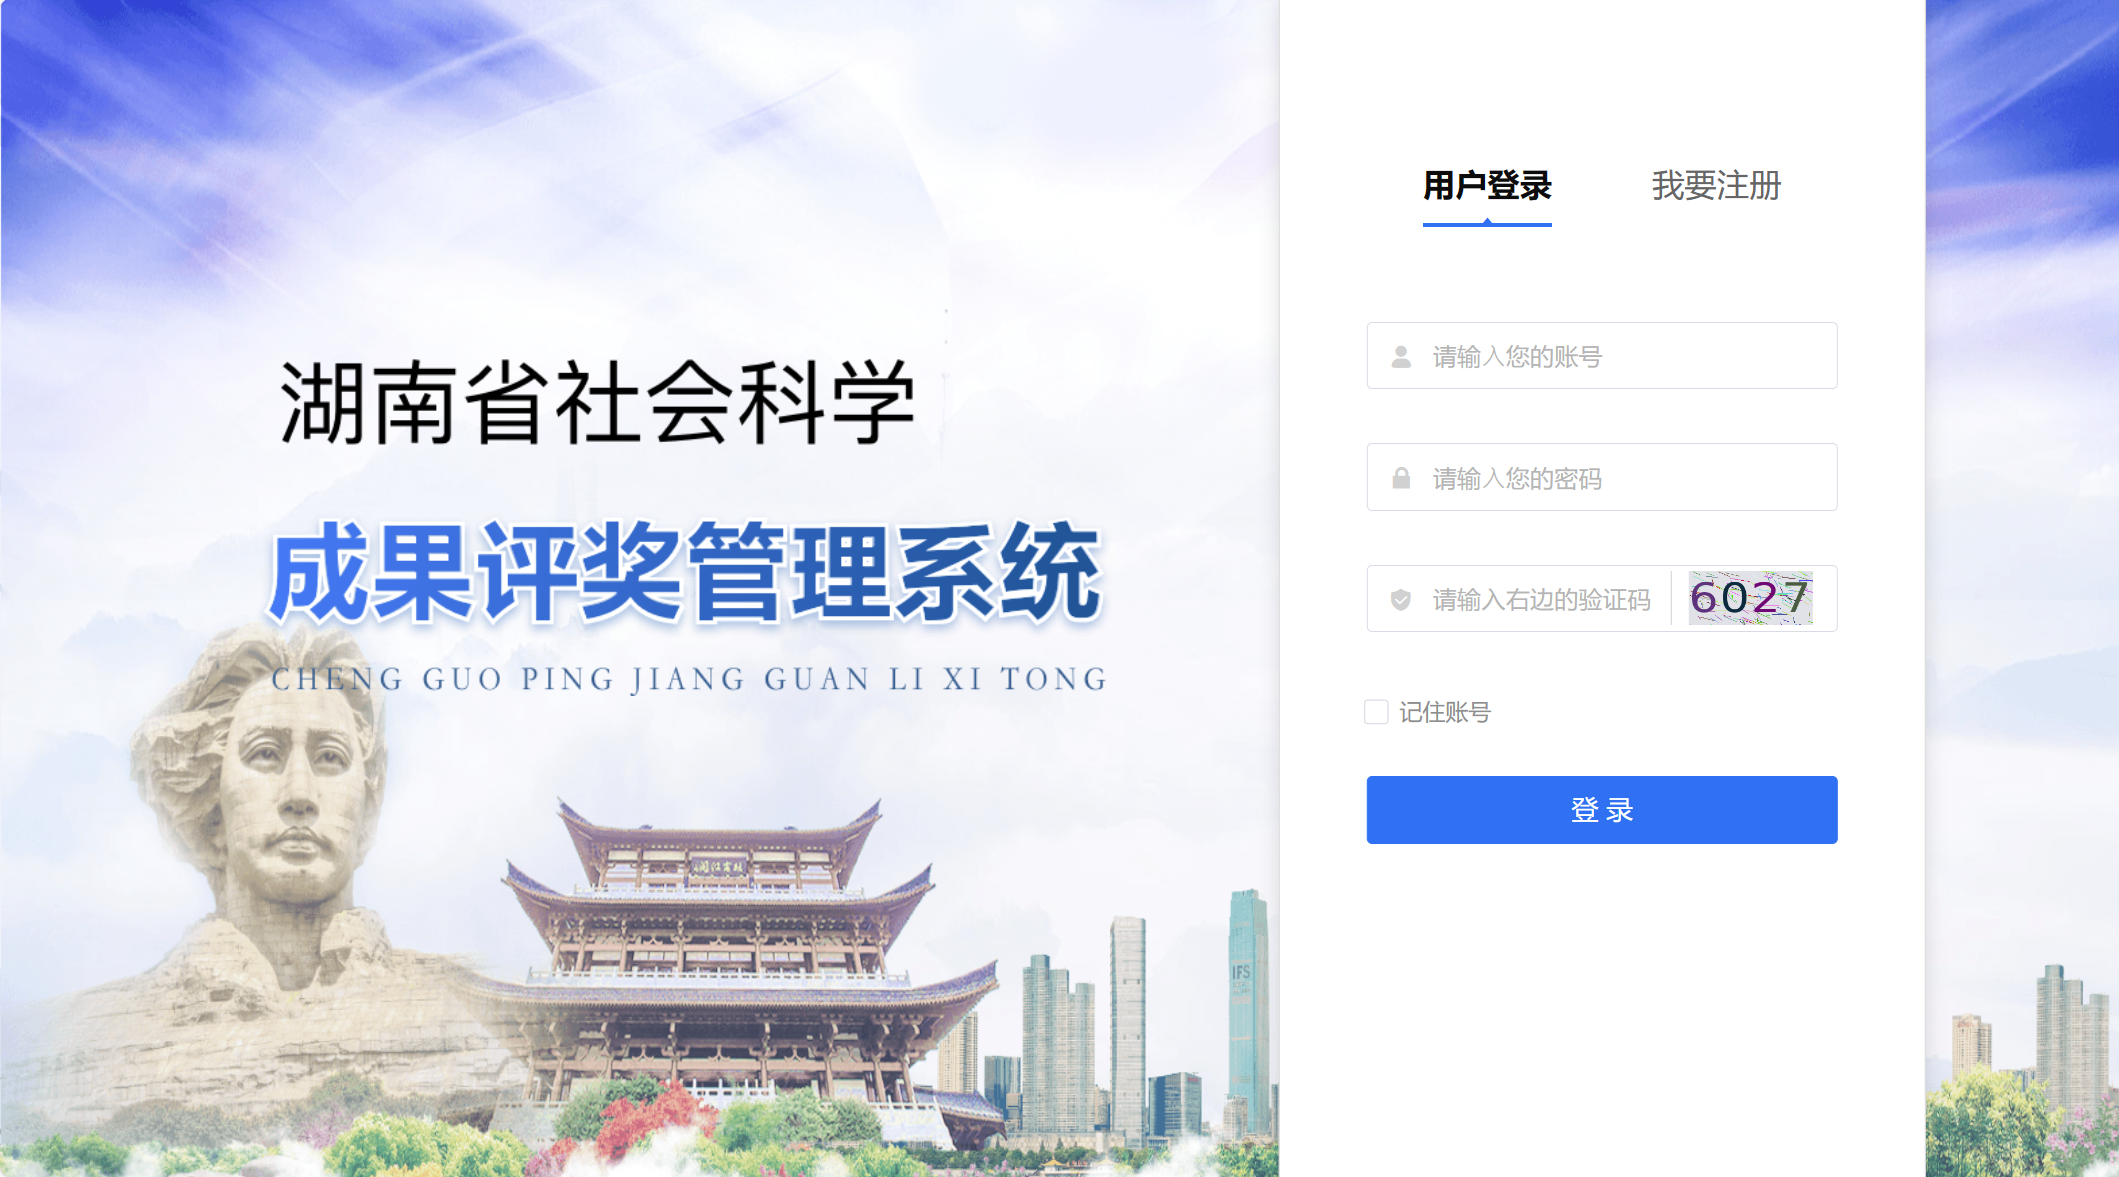 湖南省社会科学
成果评奖管理系统
CHENG GUO PING JIANG GUAN LI XI TONG
IFS
用户登录 我要注册
请输入您的账号
请输入您的密码
请输入右边的验证码 6027
记住账号
登 录